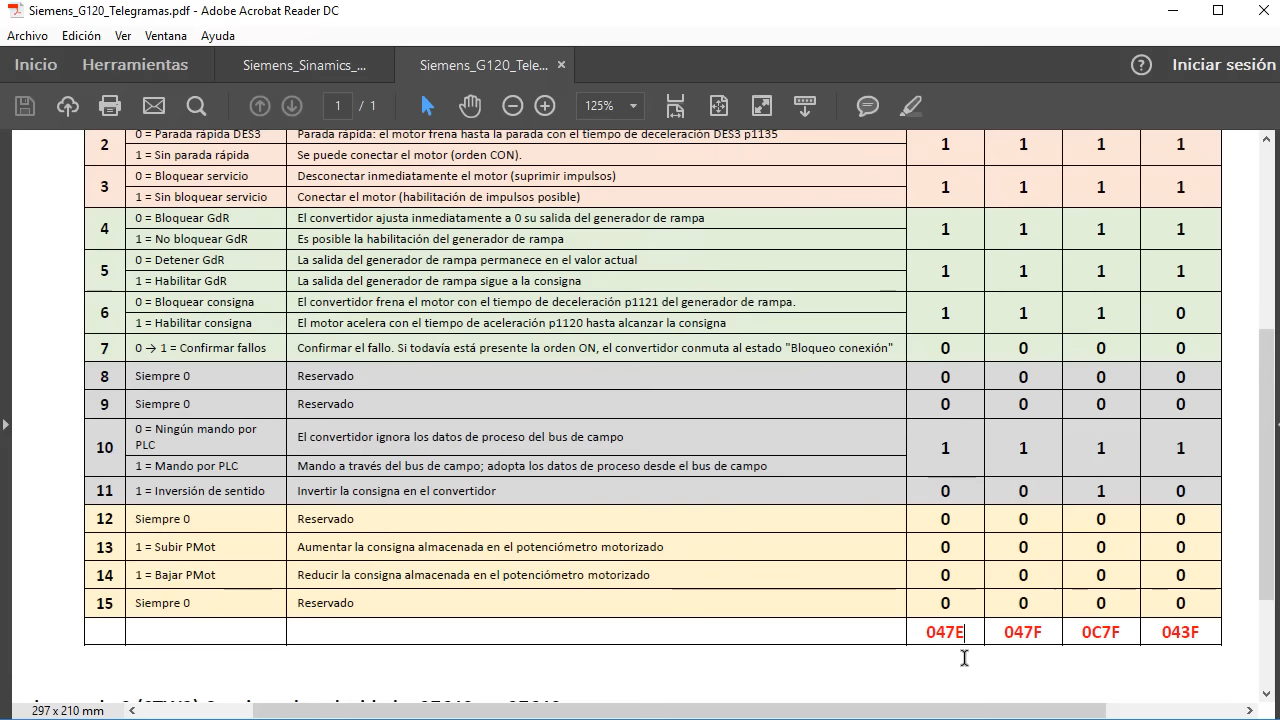 Siemens_G120_Telegramas.pdf - Adobe Acrobat Reader DC
Archivo Edición Ver Ventana Ayuda
Inicio Herramientas Siemens_Sinamics_... Siemens_G120_Tele... × ? Iniciar sesión
1 / 1 125%
2 0 = Parada rápida DES3 Parada rápida: el motor frena hasta la parada con el tiempo de deceleración DES3 p1135 1 1 1 1
1 = Sin parada rápida Se puede conectar el motor (orden CON).
3 0 = Bloquear servicio Desconectar inmediatamente el motor (suprimir impulsos) 1 1 1 1
1 = Sin bloquear servicio Conectar el motor (habilitación de impulsos posible)
4 0 = Bloquear GdR El convertidor ajusta inmediatamente a 0 su salida del generador de rampa 1 1 1 1
1 = No bloquear GdR Es posible la habilitación del generador de rampa
5 0 = Detener GdR La salida del generador de rampa permanece en el valor actual 1 1 1 1
1 = Habilitar GdR La salida del generador de rampa sigue a la consigna
6 0 = Bloquear consigna El convertidor frena el motor con el tiempo de deceleración p1121 del generador de rampa. 1 1 1 0
1 = Habilitar consigna El motor acelera con el tiempo de aceleración p1120 hasta alcanzar la consigna
7 0 → 1 = Confirmar fallos Confirmar el fallo. Si todavía está presente la orden ON, el convertidor conmuta al estado "Bloqueo conexión" 0 0 0 0
8 Siempre 0 Reservado 0 0 0 0
9 Siempre 0 Reservado 0 0 0 0
10 0 = Ningún mando por PLC El convertidor ignora los datos de proceso del bus de campo 1 1 1 1
1 = Mando por PLC Mando a través del bus de campo; adopta los datos de proceso desde el bus de campo
11 1 = Inversión de sentido Invertir la consigna en el convertidor 0 0 1 0
12 Siempre 0 Reservado 0 0 0 0
13 1 = Subir PMot Aumentar la consigna almacenada en el potenciómetro motorizado 0 0 0 0
14 1 = Bajar PMot Reducir la consigna almacenada en el potenciómetro motorizado 0 0 0 0
15 Siempre 0 Reservado 0 0 0 0
047E 047F 0C7F 043F
297 x 210 mm